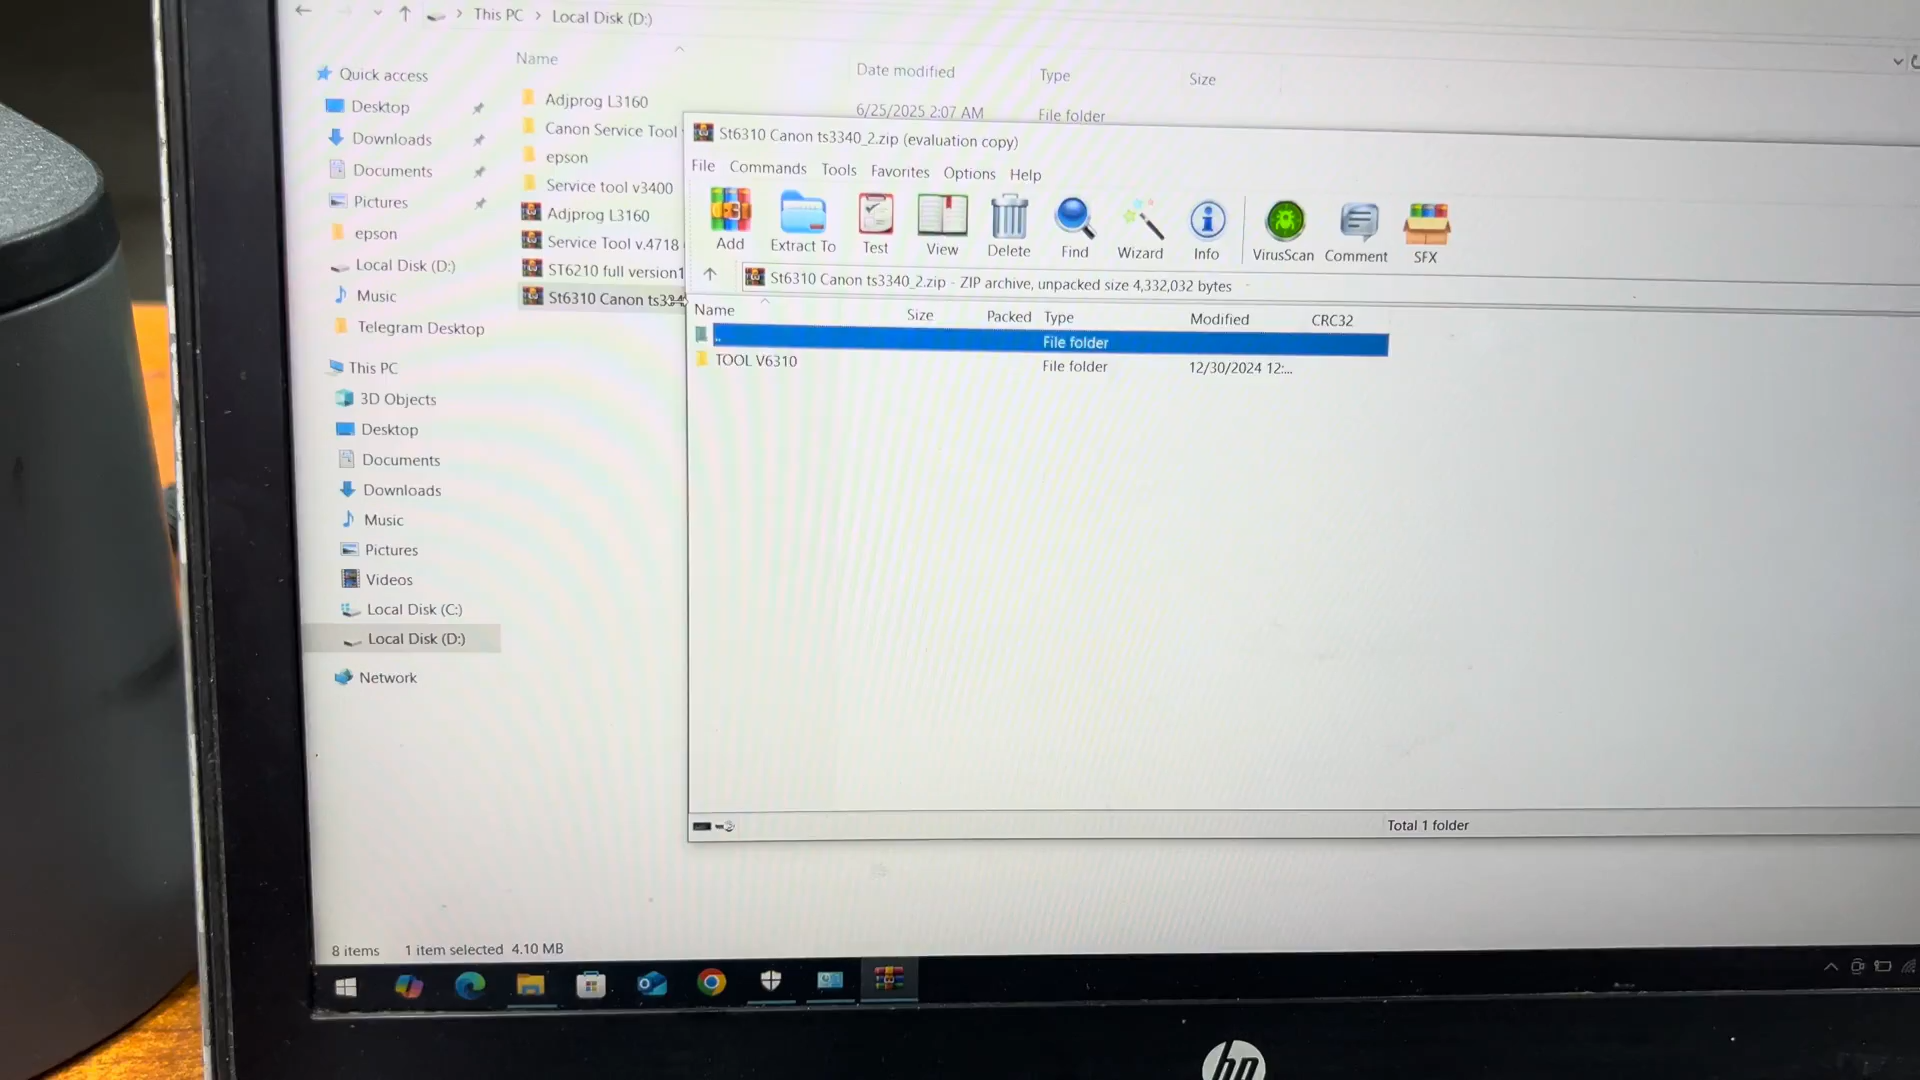 This PC > Local Disk (D:)
Name
Date modified
Type
Size
Quick access
Desktop
Downloads
Documents
Pictures
epson
Local Disk (D:)
Music
Telegram Desktop
This PC
3D Objects
Desktop
Documents
Downloads
Music
Pictures
Videos
Local Disk (C:)
Local Disk (D:)
Network
Adjprog L3160
6/25/2025 2:07 AM
File folder
Canon Service Tool
epson
Service tool v3400
Adjprog L3160
Service Tool v.4718
ST6210 full version1
St6310 Canon ts334
St6310 Canon ts3340_2.zip (evaluation copy)
File Commands Tools Favorites Options Help
Add
Extract To
Test
View
Delete
Find
Wizard
Info
VirusScan
Comment
SFX
St6310 Canon ts3340_2.zip - ZIP archive, unpacked size 4,332,032 bytes
Name Size Packed Type Modified CRC32
.. File folder
TOOL V6310 File folder 12/30/2024 12:...
Total 1 folder
8 items 1 item selected 4.10 MB
hp